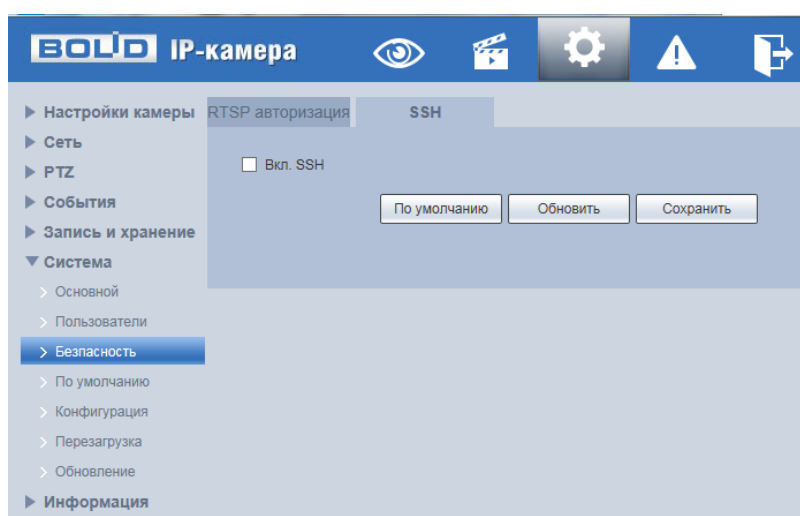 BOLID IP-камера
Настройки камеры
Сеть
PTZ
События
Запись и хранение
Система
Основной
Пользователи
Безпасность
По умолчанию
Конфигурация
Перезагрузка
Обновление
Информация
RTSP авторизация
SSH
Вкл. SSH
По умолчанию
Обновить
Сохранить